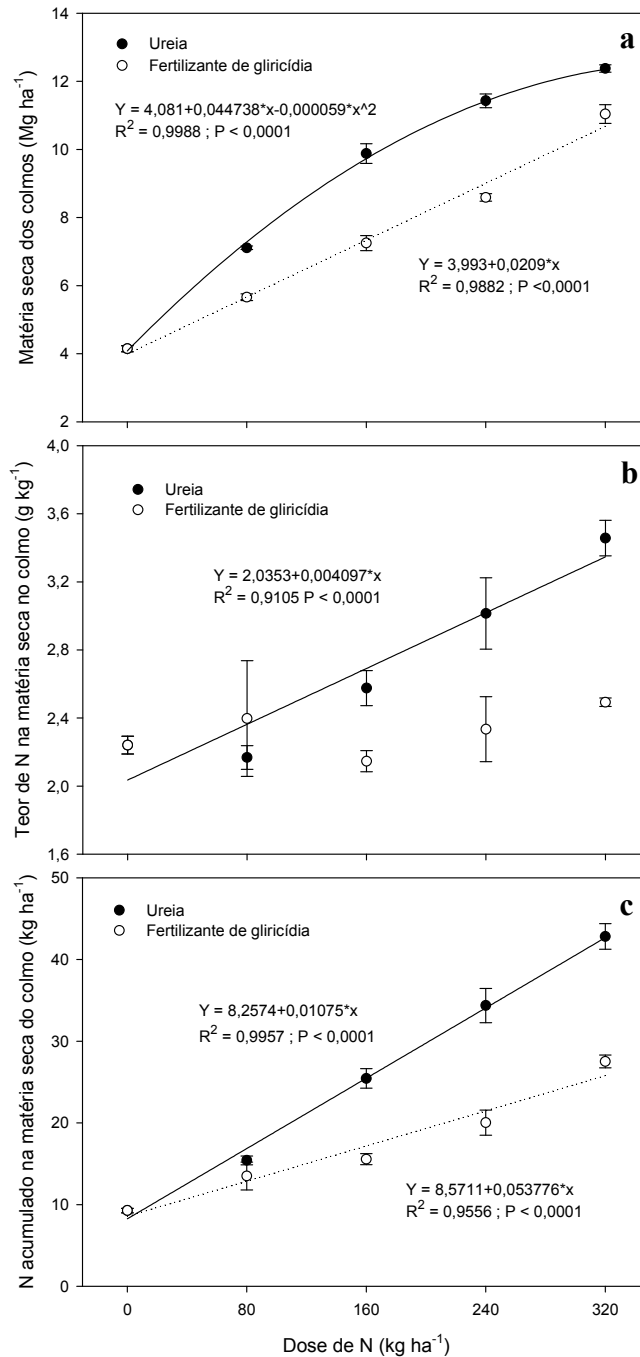 a
Ureia
Fertilizante de gliricídia
Y = 4,081+0,044738*x-0,000059*x^2
R² = 0,9988 ; P < 0,0001
Y = 3,993+0,0209*x
R² = 0,9882 ; P <0,0001
Matéria seca dos colmos (Mg ha⁻¹)
14
12
10
8
6
4
2
b
Ureia
Fertilizante de gliricídia
Y = 2,0353+0,004097*x
R² = 0,9105 P < 0,0001
Teor de N na matéria seca no colmo (g kg⁻¹)
4,0
3,6
3,2
2,8
2,4
2,0
1,6
c
Ureia
Fertilizante de gliricídia
Y = 8,2574+0,01075*x
R² = 0,9957 ; P < 0,0001
Y = 8,5711+0,053776*x
R² = 0,9556 ; P < 0,0001
N acumulado na matéria seca do colmo (kg ha⁻¹)
50
40
30
20
10
0
0 80 160 240 320
Dose de N (kg ha⁻¹)